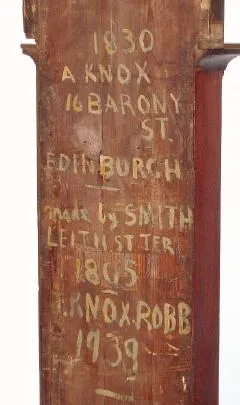 1830
A KNOX
16 BARONY
ST.
EDINBURGH
made by SMITH
LEITH ST TER
1805
KNOX.ROBB
1939